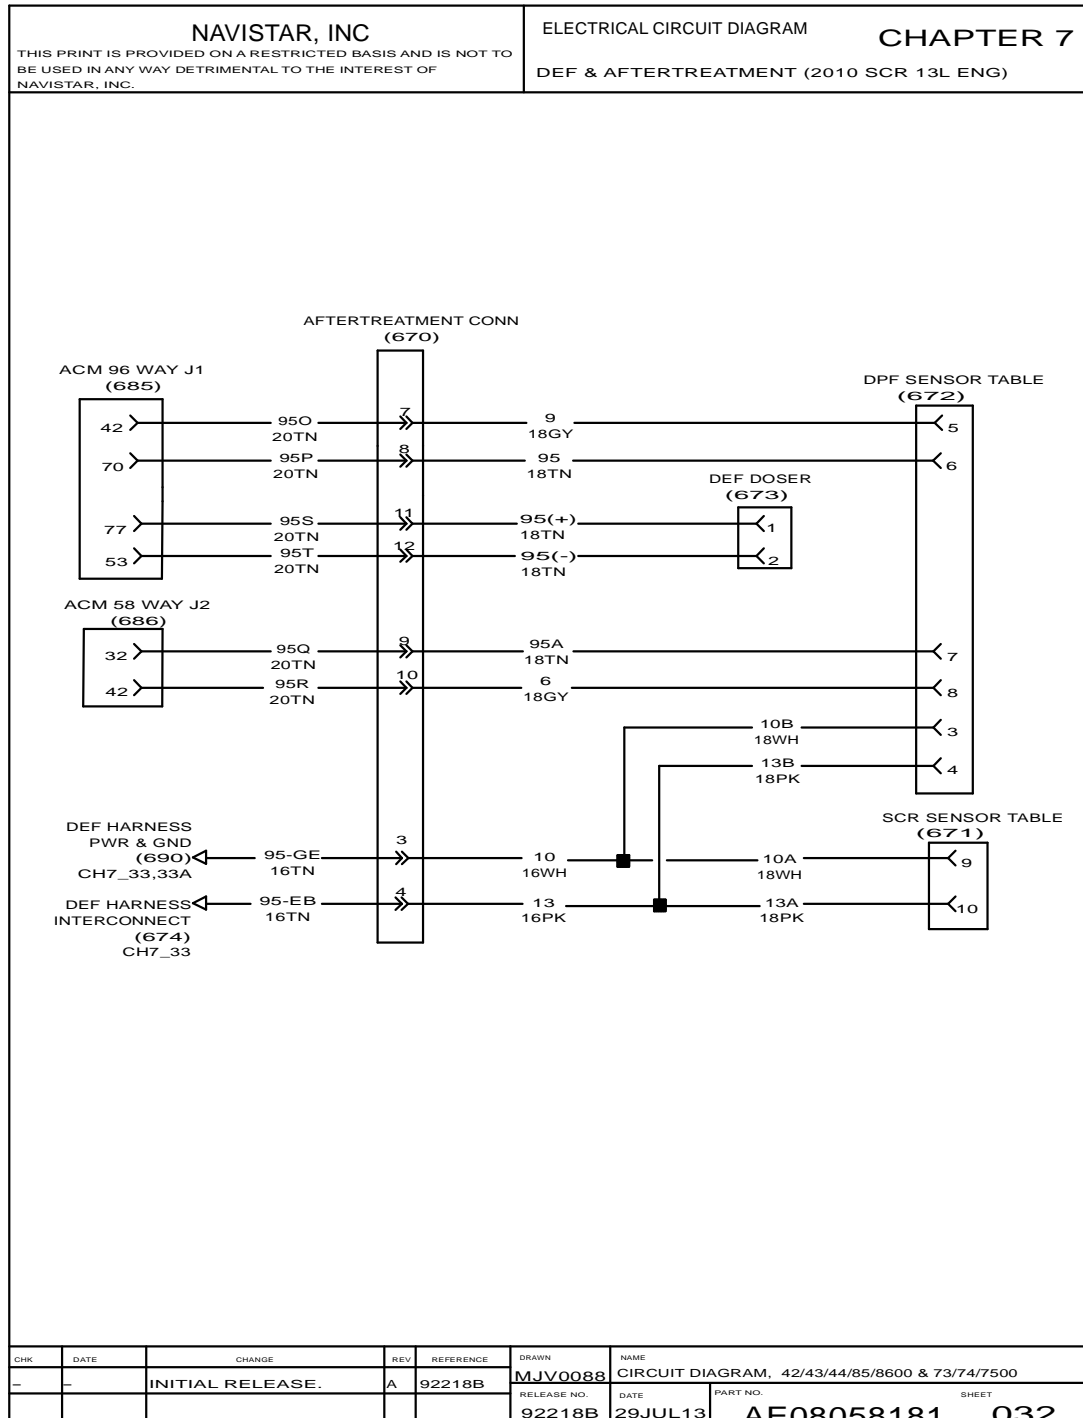 NAVISTAR, INC
THIS PRINT IS PROVIDED ON A RESTRICTED BASIS AND IS NOT TO
BE USED IN ANY WAY DETRIMENTAL TO THE INTEREST OF
NAVISTAR, INC.
ELECTRICAL CIRCUIT DIAGRAM
CHAPTER 7
DEF & AFTERTREATMENT (2010 SCR 13L ENG)
AFTERTREATMENT CONN
(670)
ACM 96 WAY J1
(685)
DPF SENSOR TABLE
(672)
42 95O 7 9 5
20TN 18GY
70 95P 8 95 6
20TN 18TN
DEF DOSER
(673)
77 95S 11 95(+) 1
20TN 18TN
53 95T 12 95(-) 2
20TN 18TN
ACM 58 WAY J2
(686)
32 95Q 9 95A 7
20TN 18TN
42 95R 10 6 8
20TN 18GY
10B 3
18WH
13B 4
18PK
SCR SENSOR TABLE
(671)
DEF HARNESS
PWR & GND
(690)
CH7_33,33A
95-GE 3 10 10A 9
16TN 16WH 18WH
DEF HARNESS
INTERCONNECT
(674)
CH7_33
95-EB 4 13 13A 10
16TN 16PK 18PK
CHK DATE CHANGE REV REFERENCE DRAWN NAME
– – INITIAL RELEASE. A 92218B MJV0088 CIRCUIT DIAGRAM, 42/43/44/85/8600 & 73/74/7500
RELEASE NO. DATE PART NO. SHEET
92218B 29JUL13 AE08058181 032